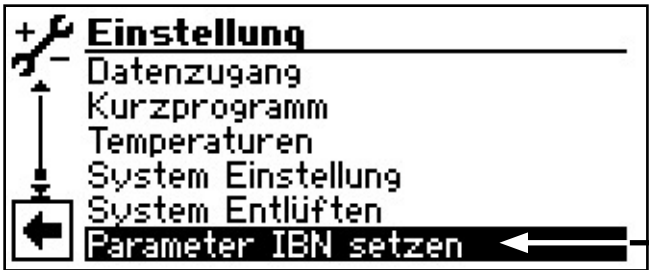 Einstellung
Datenzugang
Kurzprogramm
Temperaturen
System Einstellung
System Entlüften
Parameter IBN setzen